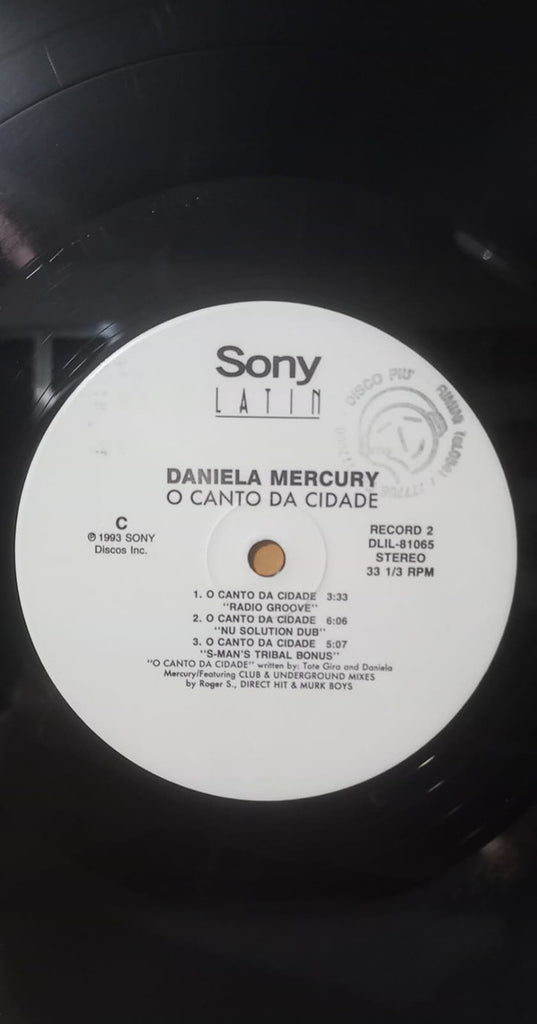 Sony
LATIN
DISCO PIU'
DANIELA MERCURY
O CANTO DA CIDADE
C
℗ 1993 SONY
Discos Inc.
RECORD 2
DLIL-81065
STEREO
33 1/3 RPM
1. O CANTO DA CIDADE 3:33
"RADIO GROOVE"
2. O CANTO DA CIDADE 6:06
"NU SOLUTION DUB"
3. O CANTO DA CIDADE 5:07
"S-MAN'S TRIBAL BONUS"
"O CANTO DA CIDADE" written by: Tote Gira and Daniela
Mercury/Featuring CLUB & UNDERGROUND MIXES
by Roger S., DIRECT HIT & MURK BOYS